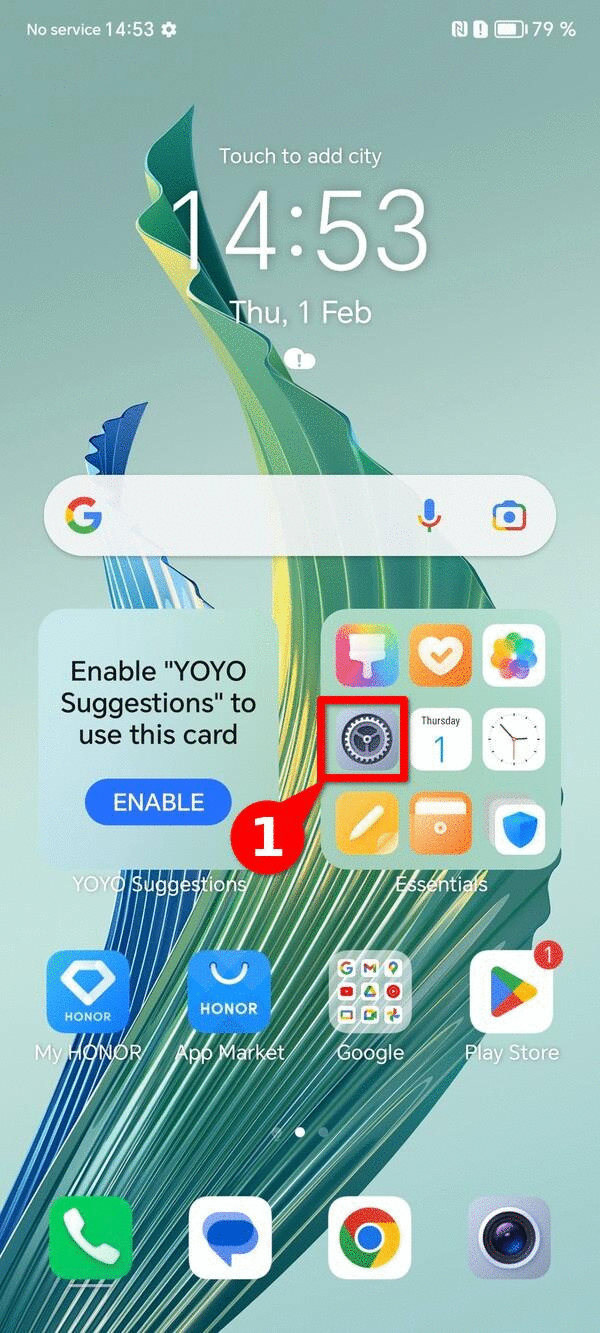 No service 14:53
79 %
Touch to add city
14:53
Thu, 1 Feb
Enable "YOYO
Suggestions" to
use this card
ENABLE
YOYO Suggestions
Thursday
1
Essentials
1
HONOR
My HONOR
HONOR
App Market
Google
1
Play Store